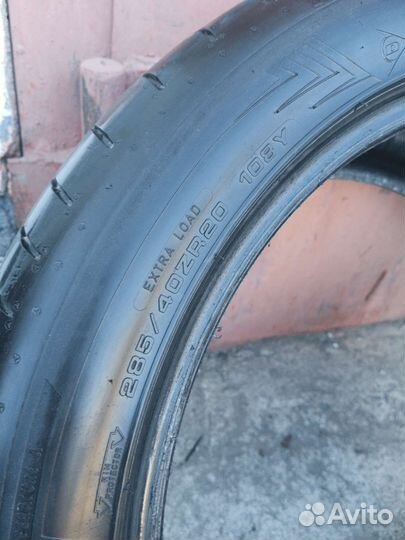 EXTRA LOAD
285/40ZR20 108Y
RIM
PROTECTOR
Avito